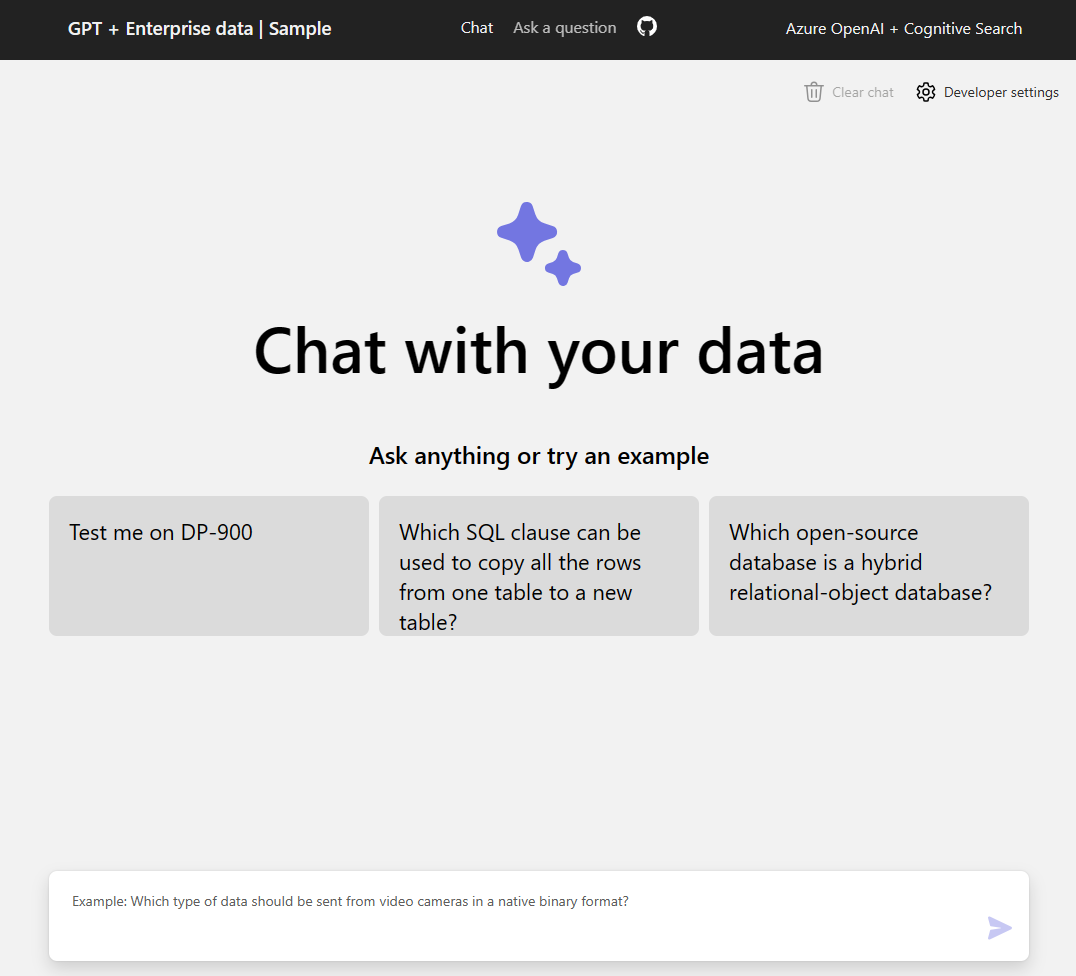 GPT + Enterprise data | Sample
Chat
Ask a question
Azure OpenAI + Cognitive Search
Clear chat
Developer settings
Chat with your data
Ask anything or try an example
Test me on DP-900
Which SQL clause can be
used to copy all the rows
from one table to a new
table?
Which open-source
database is a hybrid
relational-object database?
Example: Which type of data should be sent from video cameras in a native binary format?